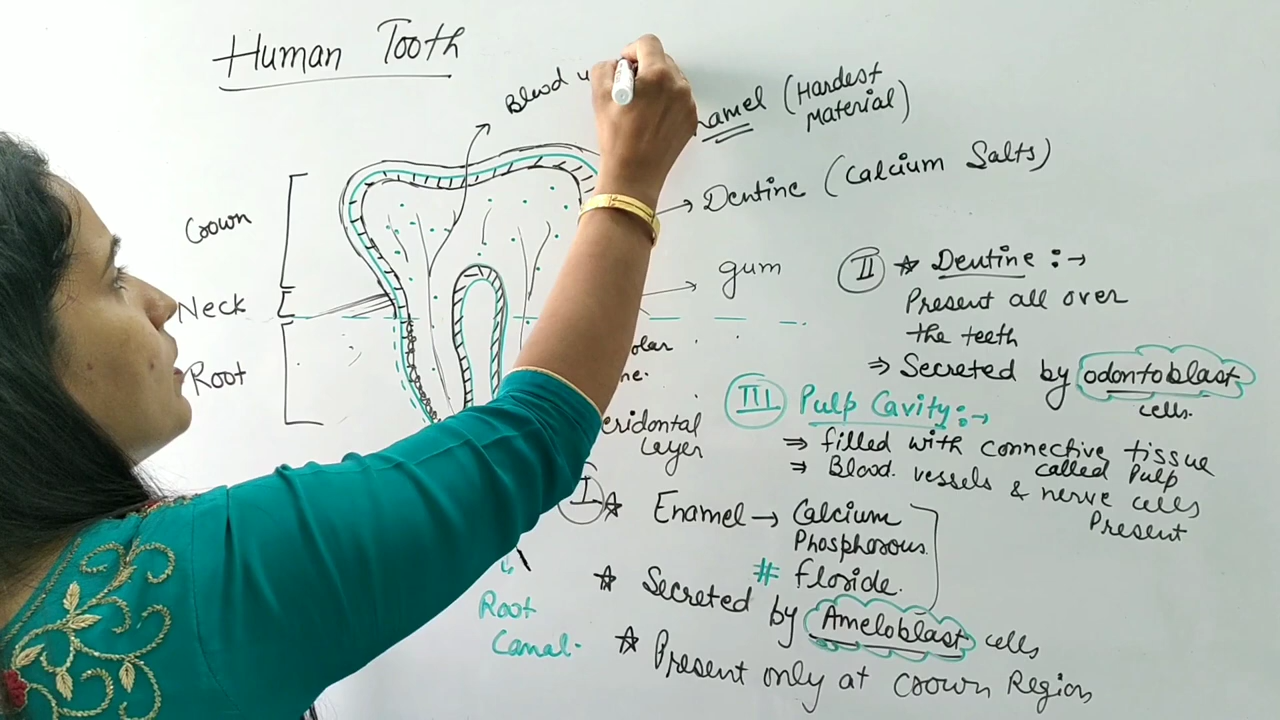 Human Tooth
Blood
Enamel (Hardest
Material)
Dentine (Calcium Salts)
Crown
gum
Neck
Root
II ☆ Dentine :→
Present all over
the teeth
⇒ Secreted by odontoblast
cells.
III Pulp Cavity:→
⇒ filled with connective tissue
called Pulp
⇒ Blood. vessels & nerve cells
Present
I ☆ Enamel → Calcium
Phosphorous.
# floride.
☆ Secreted by Ameloblast cells
☆ Present only at crown Region
layer
Root
Canal.